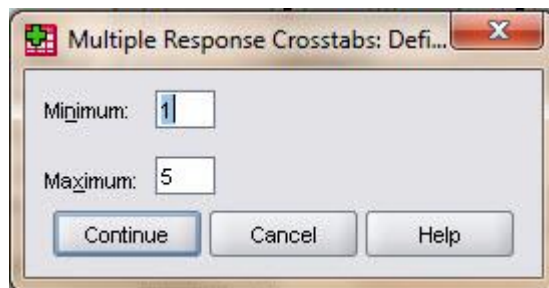 Multiple Response Crosstabs: Defi...
Minimum: 1
Maximum: 5
Continue Cancel Help